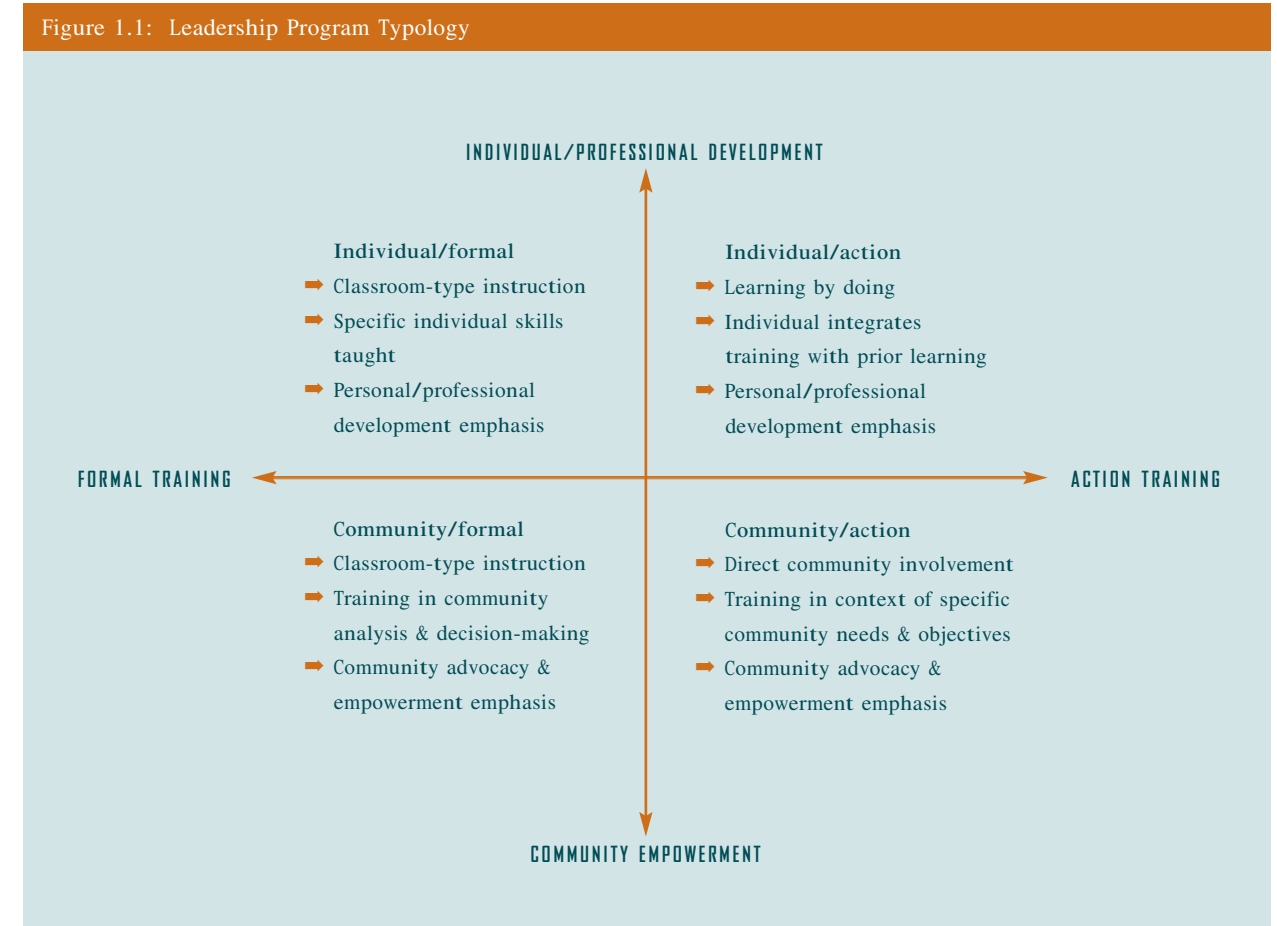 Figure 1.1: Leadership Program Typology
INDIVIDUAL/PROFESSIONAL DEVELOPMENT
Individual/formal
Classroom-type instruction
Specific individual skills
taught
Personal/professional
development emphasis
Individual/action
Learning by doing
Individual integrates
training with prior learning
Personal/professional
development emphasis
FORMAL TRAINING
ACTION TRAINING
Community/formal
Classroom-type instruction
Training in community
analysis & decision-making
Community advocacy &
empowerment emphasis
Community/action
Direct community involvement
Training in context of specific
community needs & objectives
Community advocacy &
empowerment emphasis
COMMUNITY EMPOWERMENT